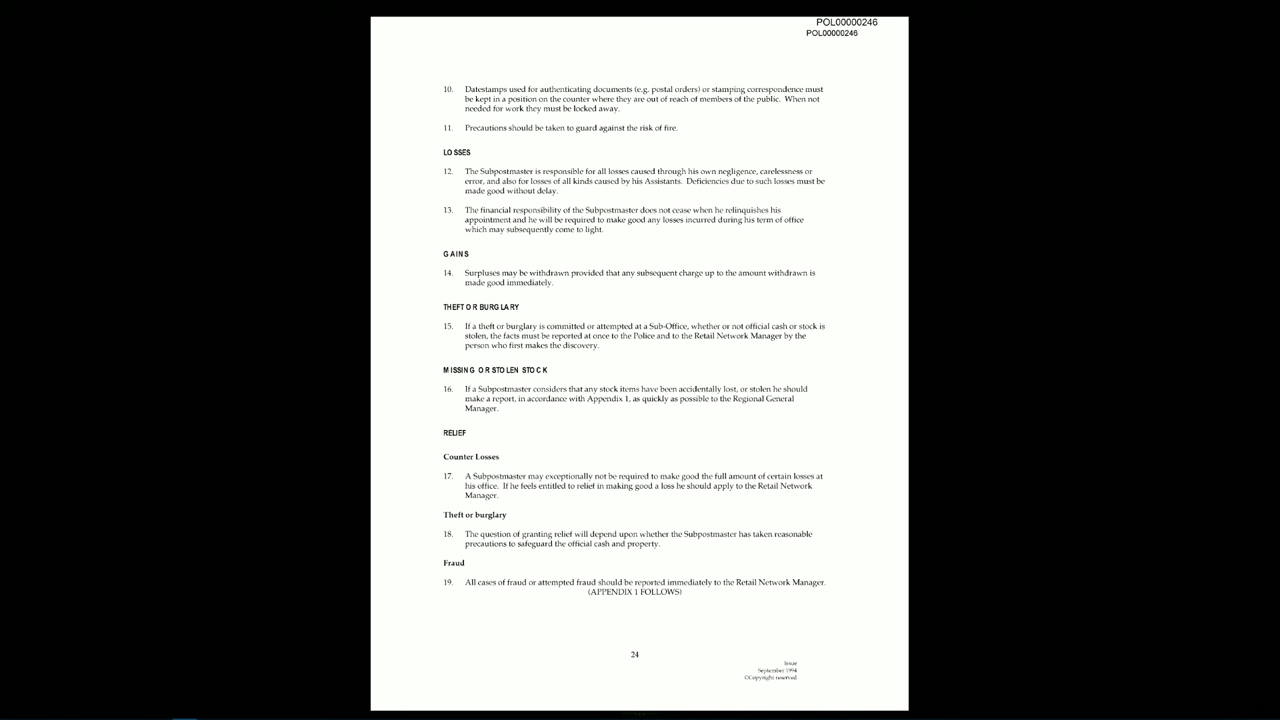 POL00000246
POL00000246
10. Datestamps used for authenticating documents (e.g. postal orders) or stamping correspondence must
be kept in a position on the counter where they are out of reach of members of the public. When not
needed for work they must be locked away.
11. Precautions should be taken to guard against the risk of fire.
LOSSES
12. The Subpostmaster is responsible for all losses caused through his own negligence, carelessness or
error, and also for losses of all kinds caused by his Assistants. Deficiencies due to such losses must be
made good without delay.
13. The financial responsibility of the Subpostmaster does not cease when he relinquishes his
appointment and he will be required to make good any losses incurred during his term of office
which may subsequently come to light.
GAINS
14. Surpluses may be withdrawn provided that any subsequent charge up to the amount withdrawn is
made good immediately.
THEFT OR BURGLARY
15. If a theft or burglary is committed or attempted at a Sub-Office, whether or not official cash or stock is
stolen, the facts must be reported at once to the Police and to the Retail Network Manager by the
person who first makes the discovery.
MISSING OR STOLEN STOCK
16. If a Subpostmaster considers that any stock items have been accidentally lost, or stolen he should
make a report, in accordance with Appendix 1, as quickly as possible to the Regional General
Manager.
RELIEF
Counter Losses
17. A Subpostmaster may exceptionally not be required to make good the full amount of certain losses at
his office. If he feels entitled to relief in making good a loss he should apply to the Retail Network
Manager.
Theft or burglary
18. The question of granting relief will depend upon whether the Subpostmaster has taken reasonable
precautions to safeguard the official cash and property.
Fraud
19. All cases of fraud or attempted fraud should be reported immediately to the Retail Network Manager.
(APPENDIX 1 FOLLOWS)
24
Issue
September 1994
©Copyright reserved